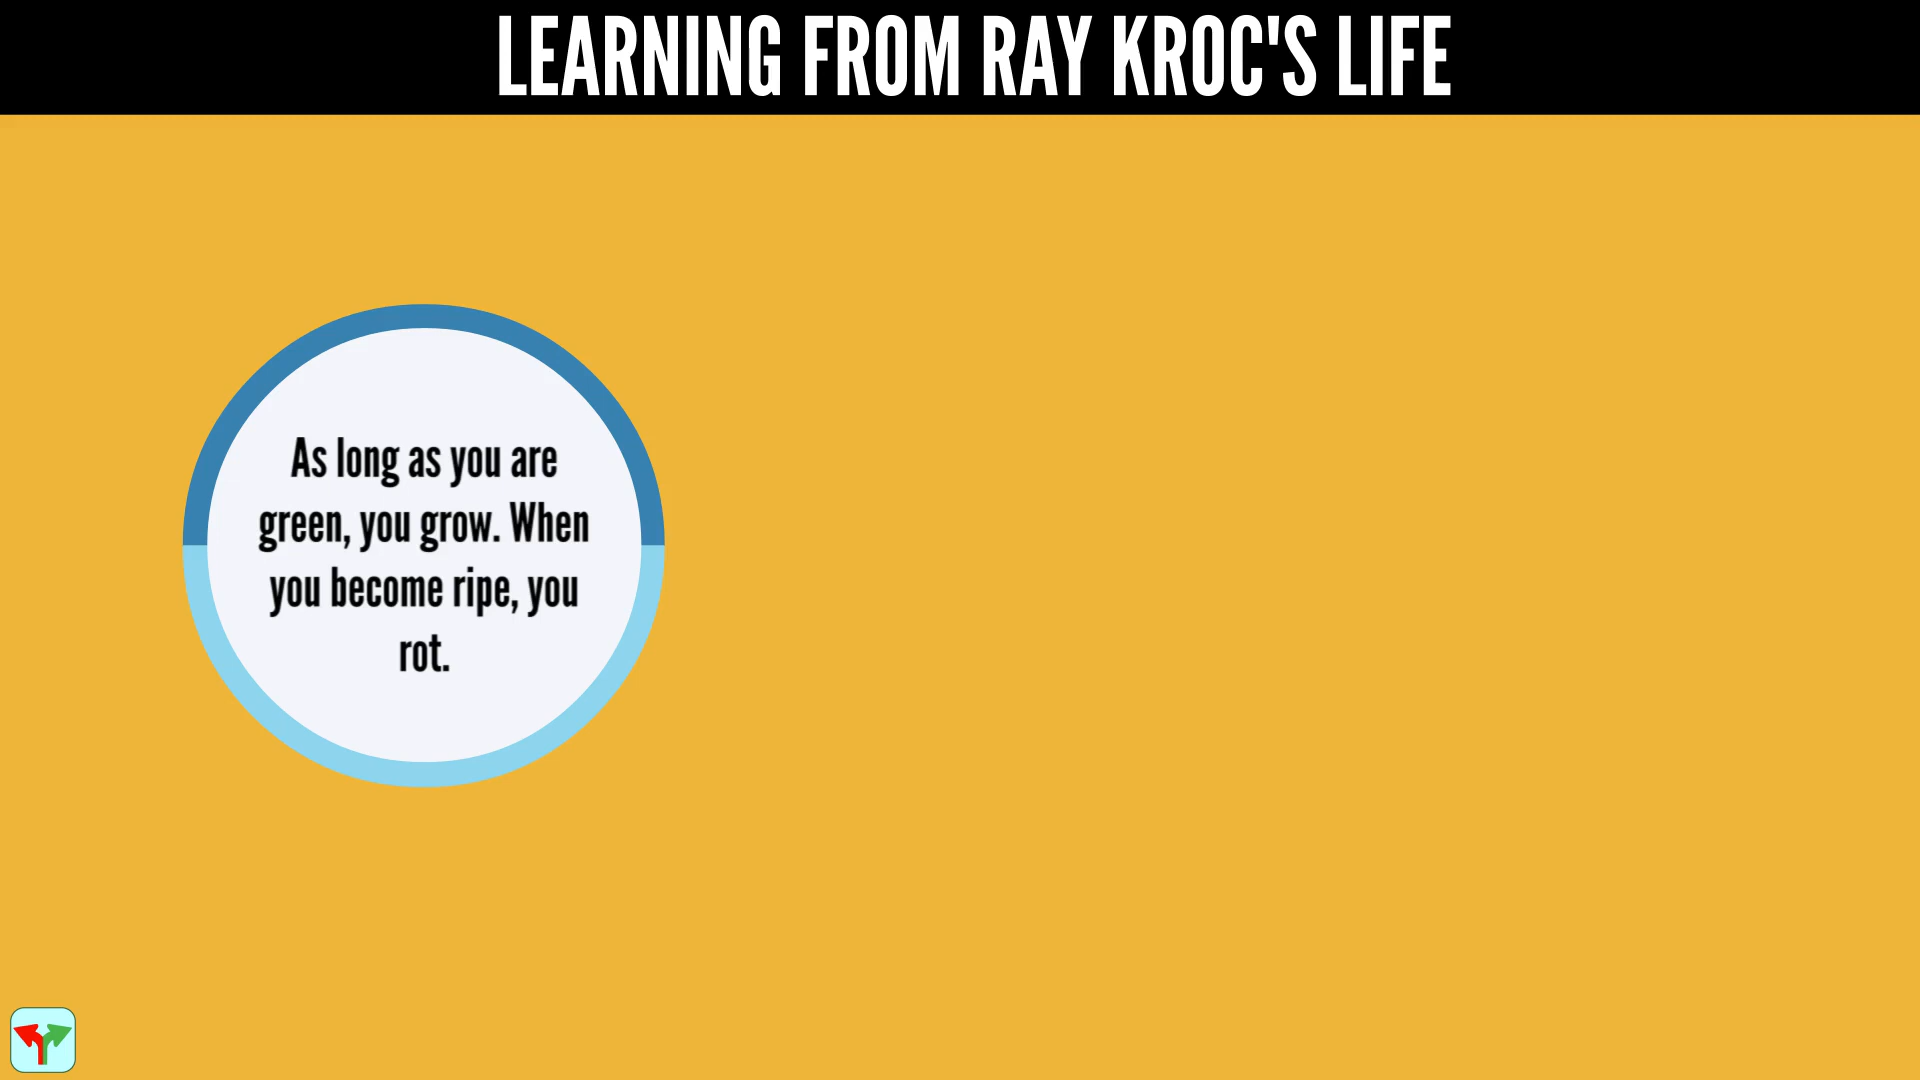 LEARNING FROM RAY KROC'S LIFE
As long as you are
green, you grow. When
you become ripe, you
rot.